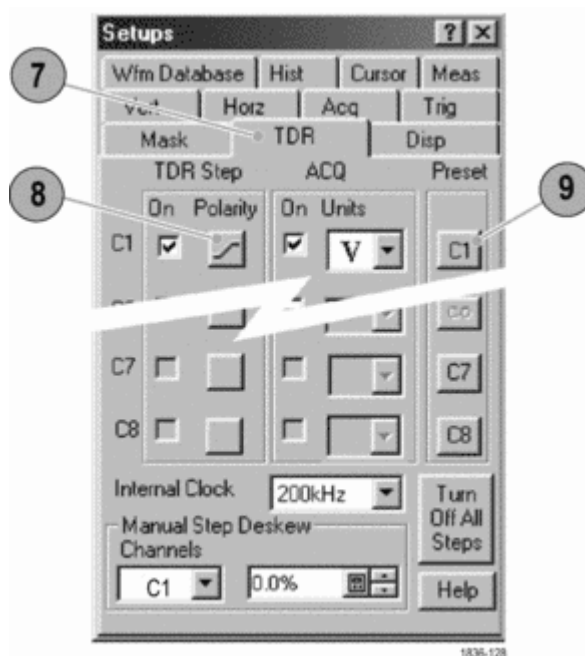 Setups
7
Wfm Database Hist Cursor Meas
Vert Horz Acq Trig
Mask TDR Disp
TDR Step ACQ Preset
8
9
On Polarity On Units
C1 V C1
C7 C7
C8 C8
Internal Clock 200kHz
Turn Off All Steps
Manual Step Deskew
Channels
C1 0.0%
Help
1836-128